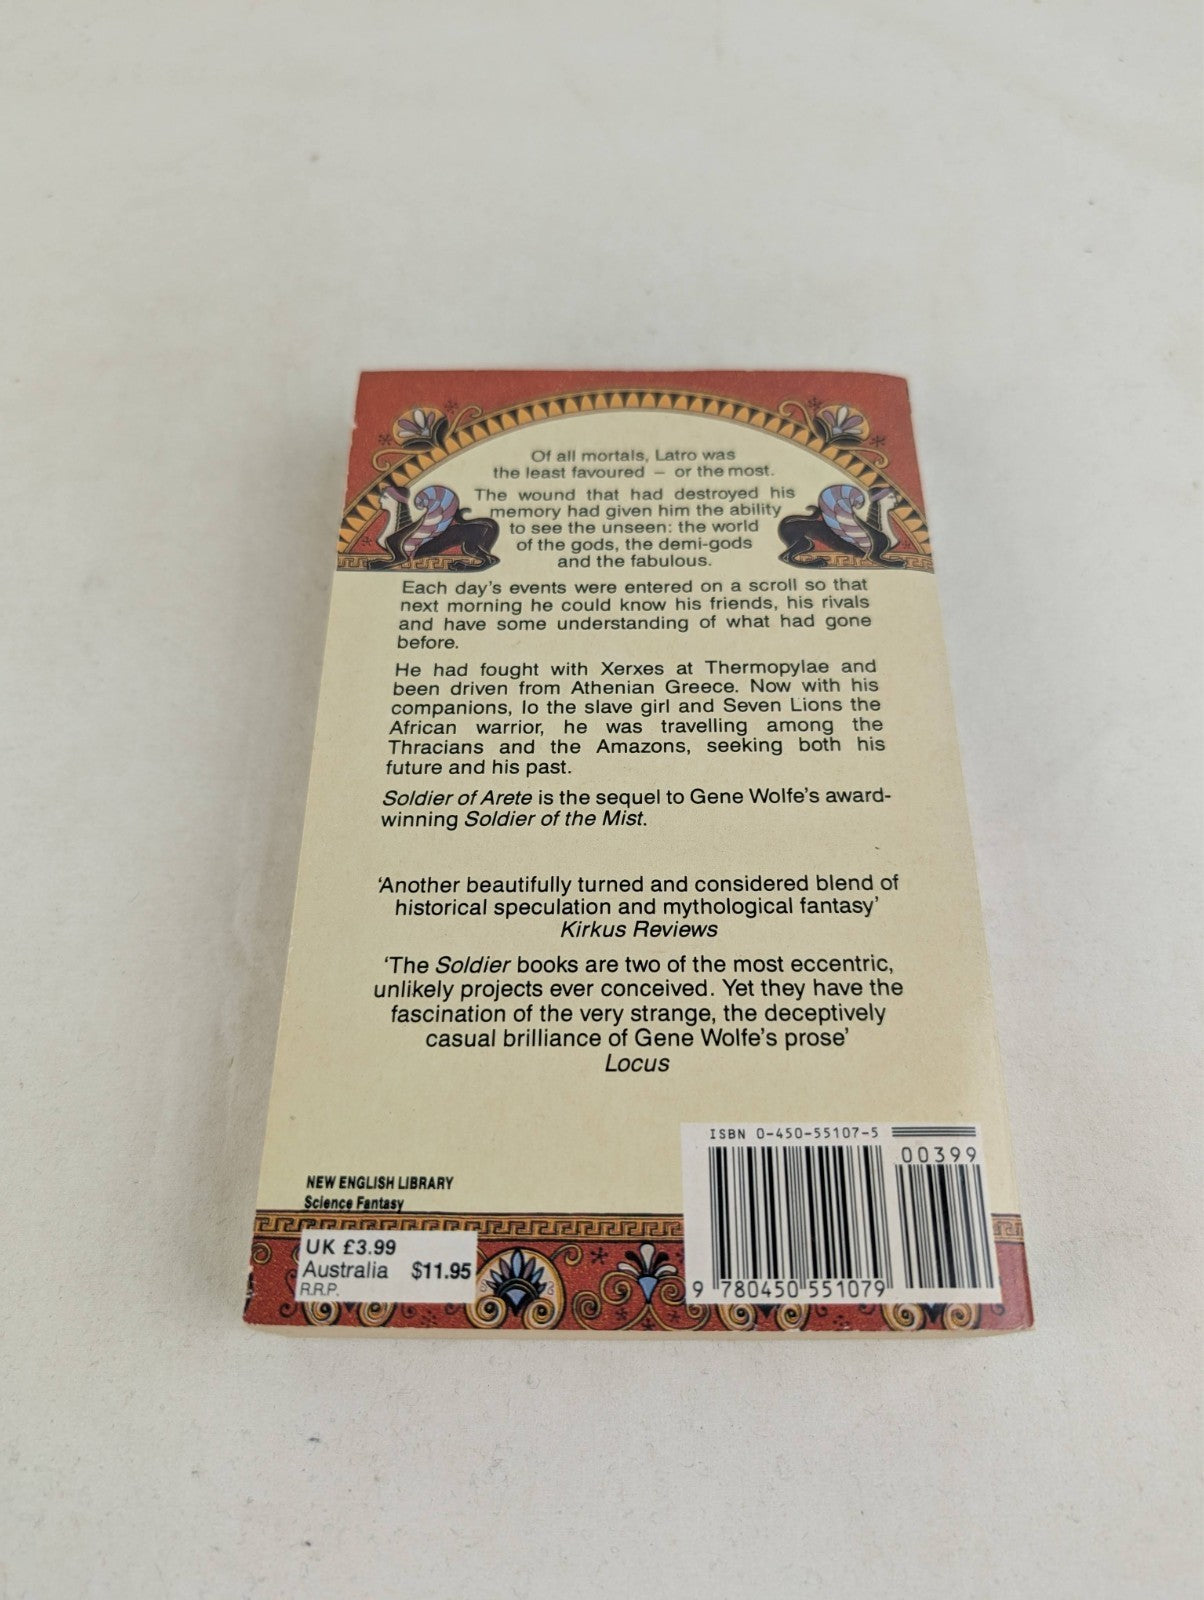 Of all mortals, Latro was
the least favoured – or the most.
The wound that had destroyed his
memory had given him the ability
to see the unseen: the world
of the gods, the demi-gods
and the fabulous.
Each day's events were entered on a scroll so that
next morning he could know his friends, his rivals
and have some understanding of what had gone
before.
He had fought with Xerxes at Thermopylae and
been driven from Athenian Greece. Now with his
companions, Io the slave girl and Seven Lions the
African warrior, he was travelling among the
Thracians and the Amazons, seeking both his
future and his past.
Soldier of Arete is the sequel to Gene Wolfe's award-
winning Soldier of the Mist.
'Another beautifully turned and considered blend of
historical speculation and mythological fantasy'
Kirkus Reviews
'The Soldier books are two of the most eccentric,
unlikely projects ever conceived. Yet they have the
fascination of the very strange, the deceptively
casual brilliance of Gene Wolfe's prose'
Locus
ISBN 0-450-55107-5
00399
9 780450 551079
NEW ENGLISH LIBRARY
Science Fantasy
UK £3.99
Australia $11.95
R.R.P.